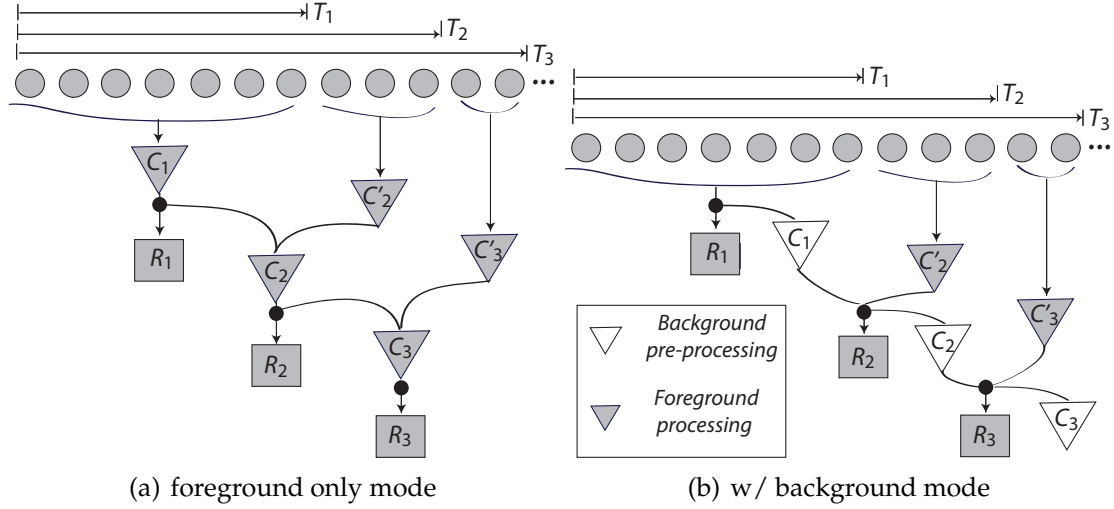 T1
T2
T3
...
C1
C'2
R1
C2
C'3
R2
C3
R3
(a) foreground only mode
T1
T2
T3
...
R1
C1
C'2
R2
C2
C'3
R3
C3
Background
pre-processing
Foreground
processing
(b) w/ background mode